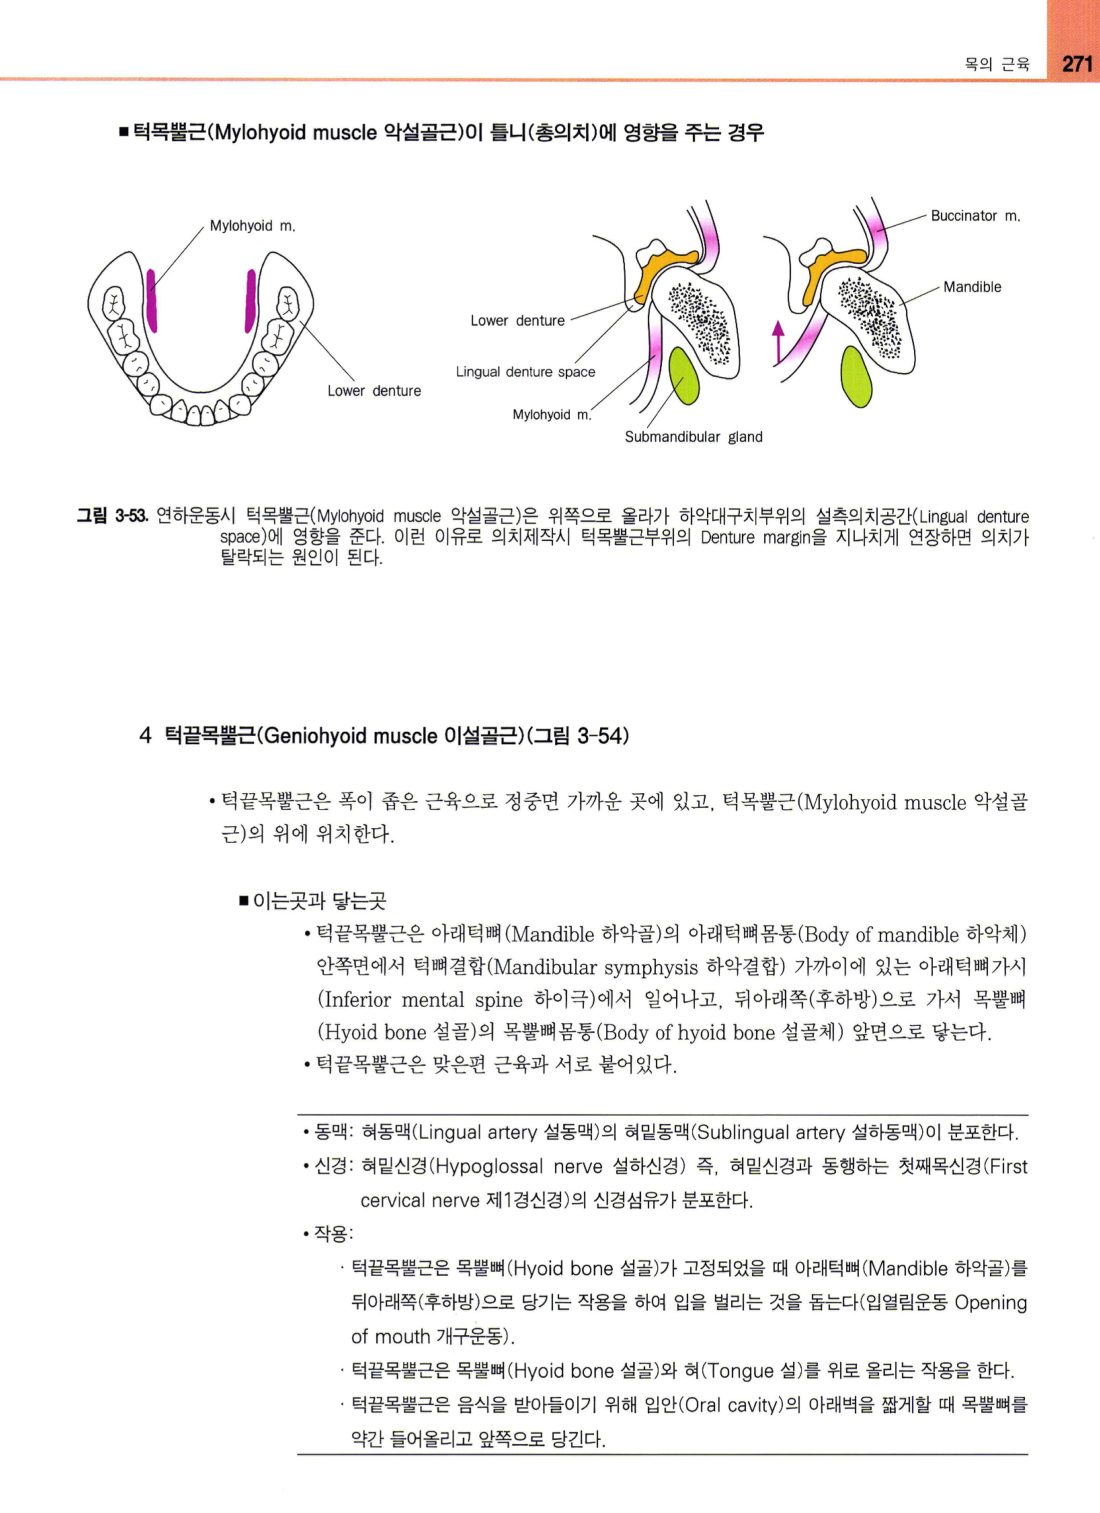 목의 근육 271
■ 턱목뿔근(Mylohyoid muscle 악설골근)이 틀니(총의치)에 영향을 주는 경우
Mylohyoid m.
Lower denture
Buccinator m.
Mandible
Lower denture
Lingual denture space
Mylohyoid m.
Submandibular gland
그림 3-53. 연하운동시 턱목뿔근(Mylohyoid muscle 악설골근)은 위쪽으로 올라가 하악대구치부위의 설측의치공간(Lingual denture
space)에 영향을 준다. 이런 이유로 의치제작시 턱목뿔근부위의 Denture margin을 지나치게 연장하면 의치가
탈락되는 원인이 된다.
4 턱끝목뿔근(Geniohyoid muscle 이설골근)(그림 3-54)
• 턱끝목뿔근은 폭이 좁은 근육으로 정중면 가까운 곳에 있고, 턱목뿔근(Mylohyoid muscle 악설골
근)의 위에 위치한다.
■ 이는곳과 닿는곳
• 턱끝목뿔근은 아래턱뼈(Mandible 하악골)의 아래턱뼈몸통(Body of mandible 하악체)
안쪽면에서 턱뼈결합(Mandibular symphysis 하악결합) 가까이에 있는 아래턱뼈가시
(Inferior mental spine 하이극)에서 일어나고, 뒤아래쪽(후하방)으로 가서 목뿔뼈
(Hyoid bone 설골)의 목뿔뼈몸통(Body of hyoid bone 설골체) 앞면으로 닿는다.
• 턱끝목뿔근은 맞은편 근육과 서로 붙어있다.
• 동맥: 혀동맥(Lingual artery 설동맥)의 혀밑동맥(Sublingual artery 설하동맥)이 분포한다.
• 신경: 혀밑신경(Hypoglossal nerve 설하신경) 즉, 혀밑신경과 동행하는 첫째목신경(First
cervical nerve 제1경신경)의 신경섬유가 분포한다.
• 작용:
· 턱끝목뿔근은 목뿔뼈(Hyoid bone 설골)가 고정되었을 때 아래턱뼈(Mandible 하악골)를
뒤아래쪽(후하방)으로 당기는 작용을 하여 입을 벌리는 것을 돕는다(입열림운동 Opening
of mouth 개구운동).
· 턱끝목뿔근은 목뿔뼈(Hyoid bone 설골)와 혀(Tongue 설)를 위로 올리는 작용을 한다.
· 턱끝목뿔근은 음식을 받아들이기 위해 입안(Oral cavity)의 아래벽을 짧게할 때 목뿔뼈를
약간 들어올리고 앞쪽으로 당긴다.